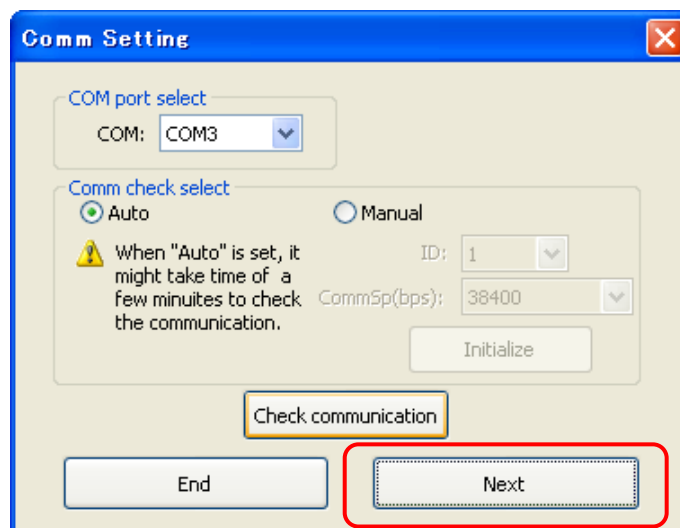 Comm Setting
COM port select
COM: COM3
Comm check select
Auto
Manual
When "Auto" is set, it
might take time of a
few minuites to check
the communication.
ID: 1
CommSp(bps): 38400
Initialize
Check communication
End
Next